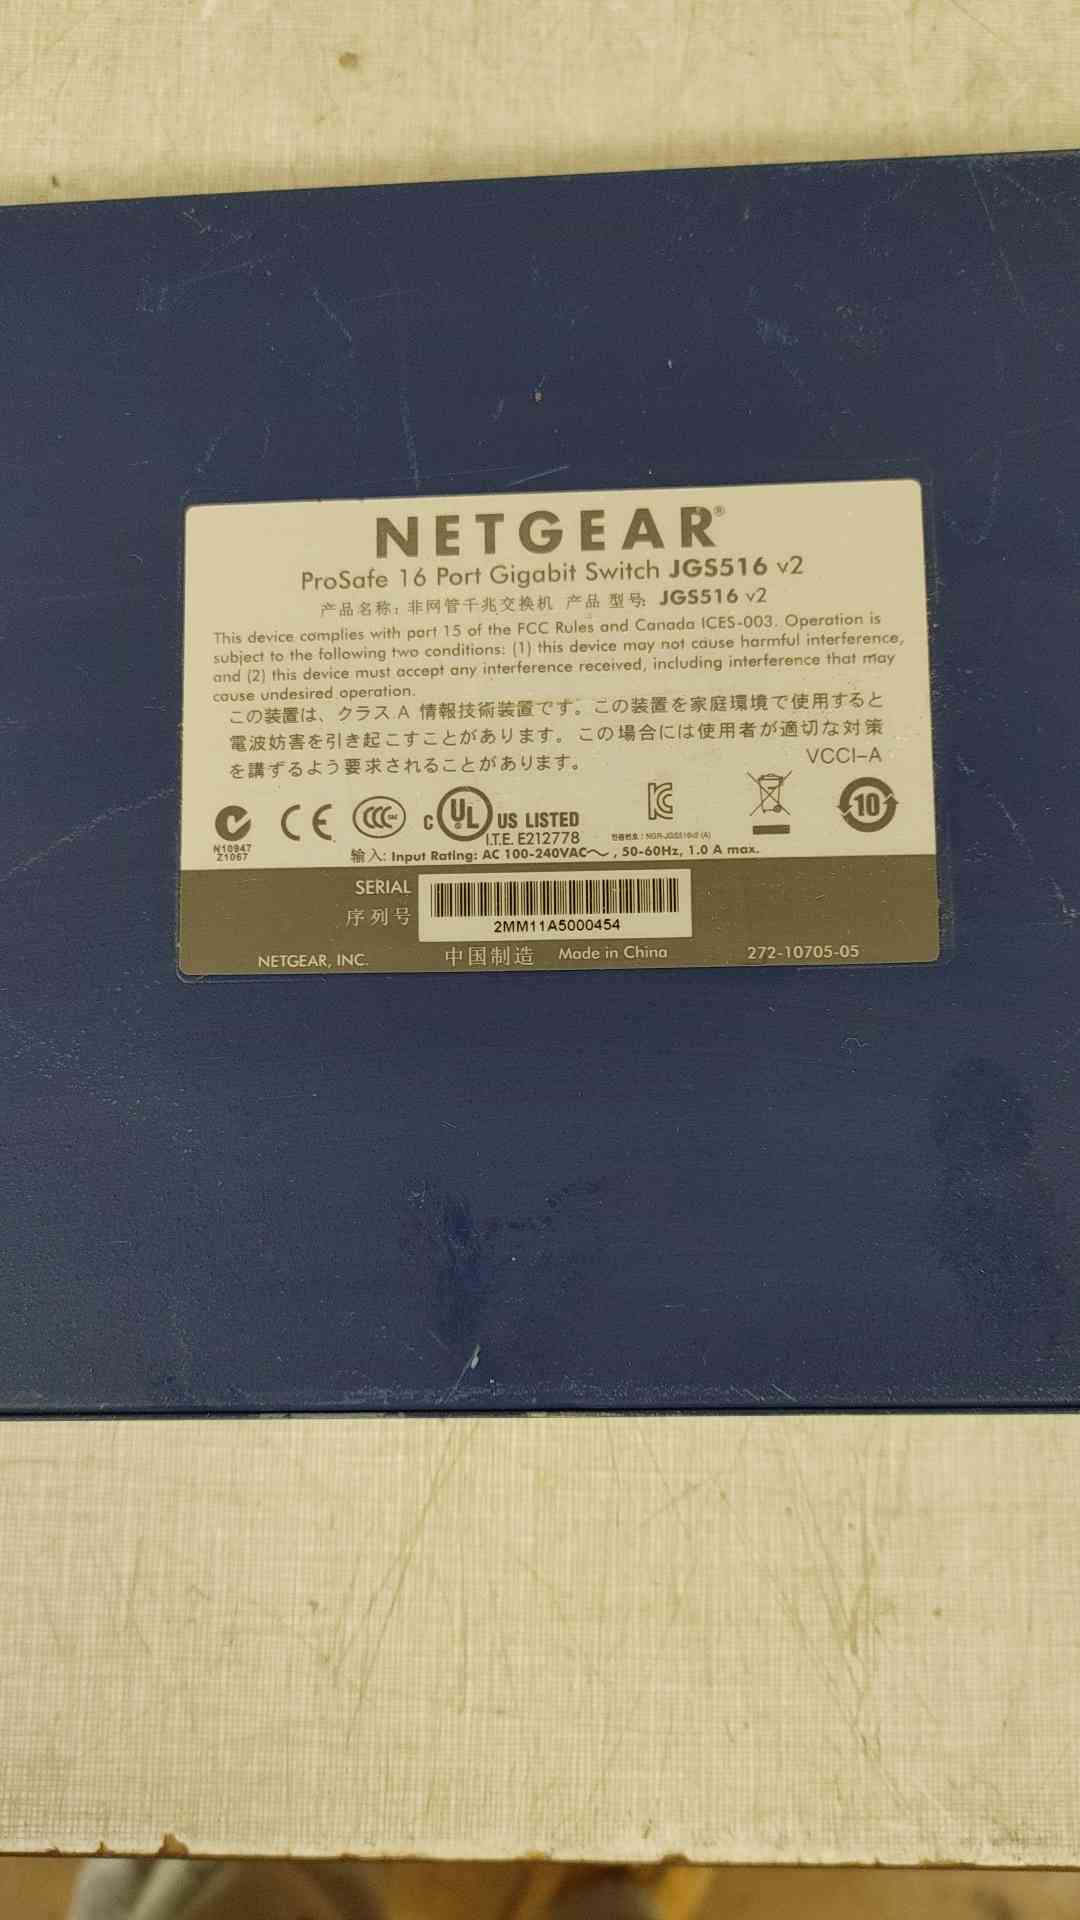 NETGEAR®
ProSafe 16 Port Gigabit Switch JGS516 v2
产品名称: 非网管千兆交换机 产品 型号: JGS516 v2
This device complies with part 15 of the FCC Rules and Canada ICES-003. Operation is
subject to the following two conditions: (1) this device may not cause harmful interference,
and (2) this device must accept any interference received, including interference that may
cause undesired operation.
この装置は、クラス A 情報技術装置です。この装置を家庭環境で使用すると
電波妨害を引き起こすことがあります。この場合には使用者が適切な対策
を講ずるよう要求されることがあります。 VCCI-A
N10947
Z1067
CE
CCC
c UL US LISTED
I.T.E. E212778
인증번호 : NGR-JGS516v2 (A)
10
输入: Input Rating: AC 100-240VAC～, 50-60Hz, 1.0 A max.
SERIAL
序列号
2MM11A5000454
NETGEAR, INC. 中国制造 Made in China 272-10705-05